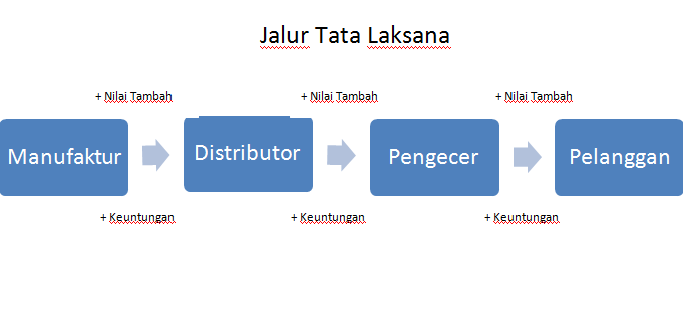 Jalur Tata Laksana
+ Nilai Tambah
+ Nilai Tambah
+ Nilai Tambah
Manufaktur
Distributor
Pengecer
Pelanggan
+ Keuntungan
+ Keuntungan
+ Keuntungan